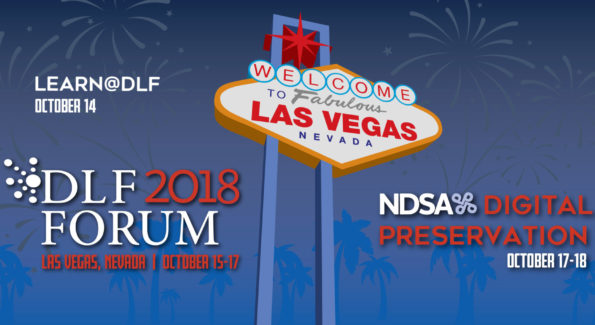 LEARN@DLF
OCTOBER 14
WELCOME
TO Fabulous
LAS VEGAS
NEVADA
DLF 2018
FORUM
LAS VEGAS, NEVADA | OCTOBER 15-17
NDSA DIGITAL
PRESERVATION
OCTOBER 17-18